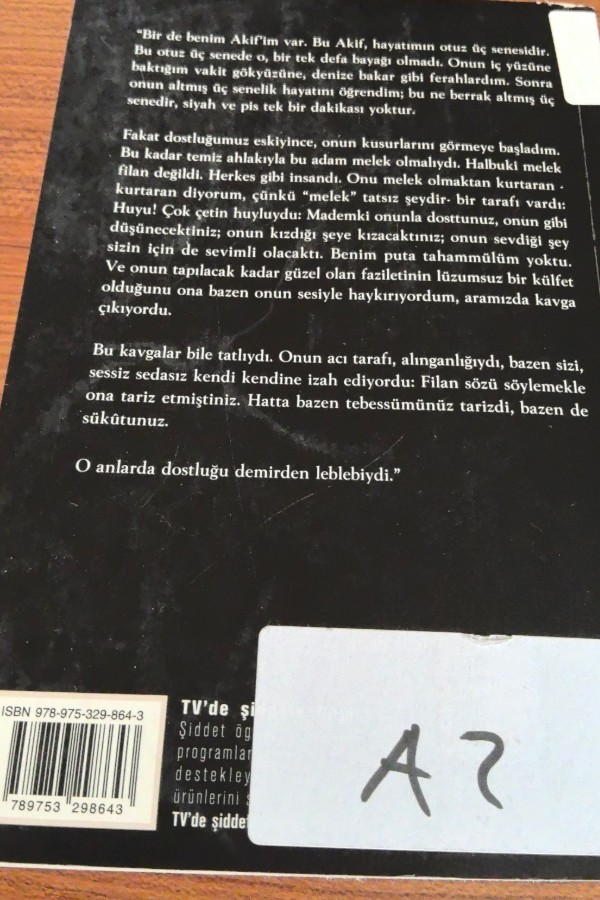 “Bir de benim Akif’im var. Bu Akif, hayatımın otuz üç senesidir.
Bu otuz üç senede o, bir tek defa bayağı olmadı. Onun iç yüzüne
baktığım vakit gökyüzüne, denize bakar gibi ferahlardım. Sonra
onun altmış üç senelik hayatını öğrendim; bu ne berrak altmış üç
senedir, siyah ve pis tek bir dakikası yoktur.
Fakat dostluğumuz eskiyince, onun kusurlarını görmeye başladım.
Bu kadar temiz ahlakıyla bu adam melek olmalıydı. Halbuki melek
filan değildi. Herkes gibi insandı. Onu melek olmaktan kurtaran -
kurtaran diyorum, çünkü “melek” tatsız şeydir- bir tarafı vardı:
Huyu! Çok çetin huyluydu: Mademki onunla dosttunuz, onun gibi
düşünecektiniz; onun kızdığı şeye kızacaktınız; onun sevdiği şey
sizin için de sevimli olacaktı. Benim puta tahammülüm yoktu.
Ve onun tapılacak kadar güzel olan faziletinin lüzumsuz bir külfet
olduğunu ona bazen onun sesiyle haykırıyordum, aramızda kavga
çıkıyordu.
Bu kavgalar bile tatlıydı. Onun acı tarafı, alınganlığıydı, bazen sizi,
sessiz sedasız kendi kendine izah ediyordu: Filan sözü söylemekle
ona tariz etmiştiniz. Hatta bazen tebessümünüz tarizdi, bazen de
sükûtunuz.
O anlarda dostluğu demirden leblebiydi.”
ISBN 978-975-329-864-3
789753 298643
TV’de şi
Şiddet öğ
programlar
destekley
ürünlerini
TV’de şiddet
A2